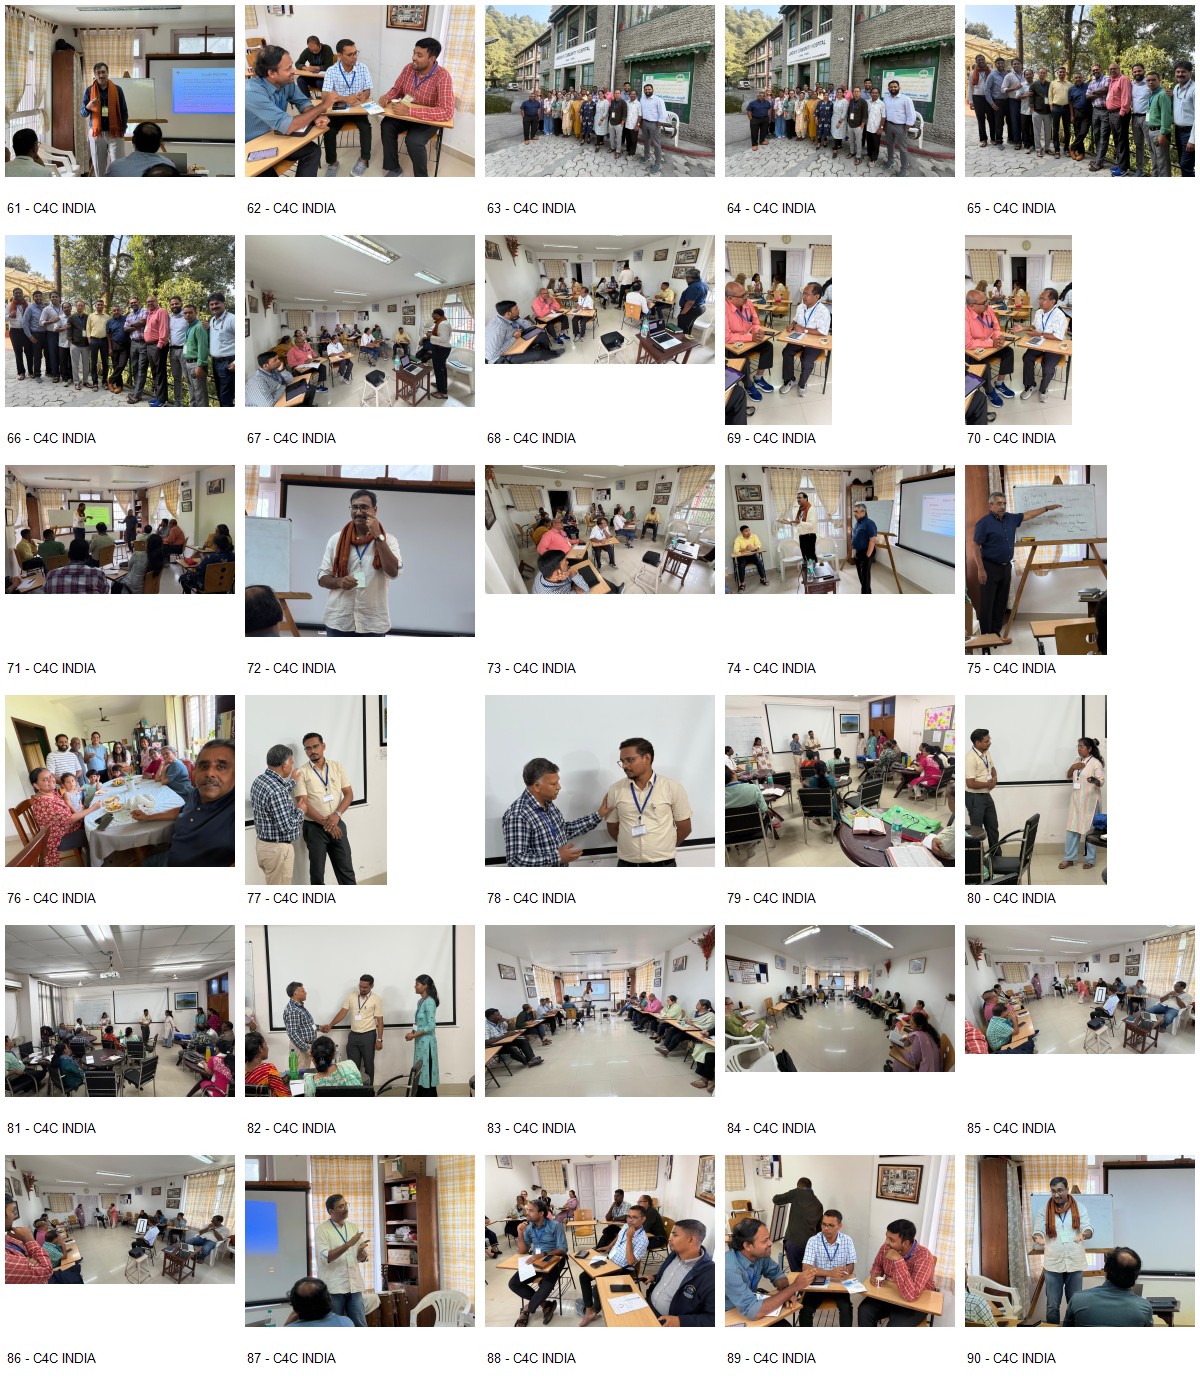 61 - C4C INDIA
62 - C4C INDIA
63 - C4C INDIA
64 - C4C INDIA
65 - C4C INDIA
66 - C4C INDIA
67 - C4C INDIA
68 - C4C INDIA
69 - C4C INDIA
70 - C4C INDIA
71 - C4C INDIA
72 - C4C INDIA
73 - C4C INDIA
74 - C4C INDIA
75 - C4C INDIA
76 - C4C INDIA
77 - C4C INDIA
78 - C4C INDIA
79 - C4C INDIA
80 - C4C INDIA
81 - C4C INDIA
82 - C4C INDIA
83 - C4C INDIA
84 - C4C INDIA
85 - C4C INDIA
86 - C4C INDIA
87 - C4C INDIA
88 - C4C INDIA
89 - C4C INDIA
90 - C4C INDIA